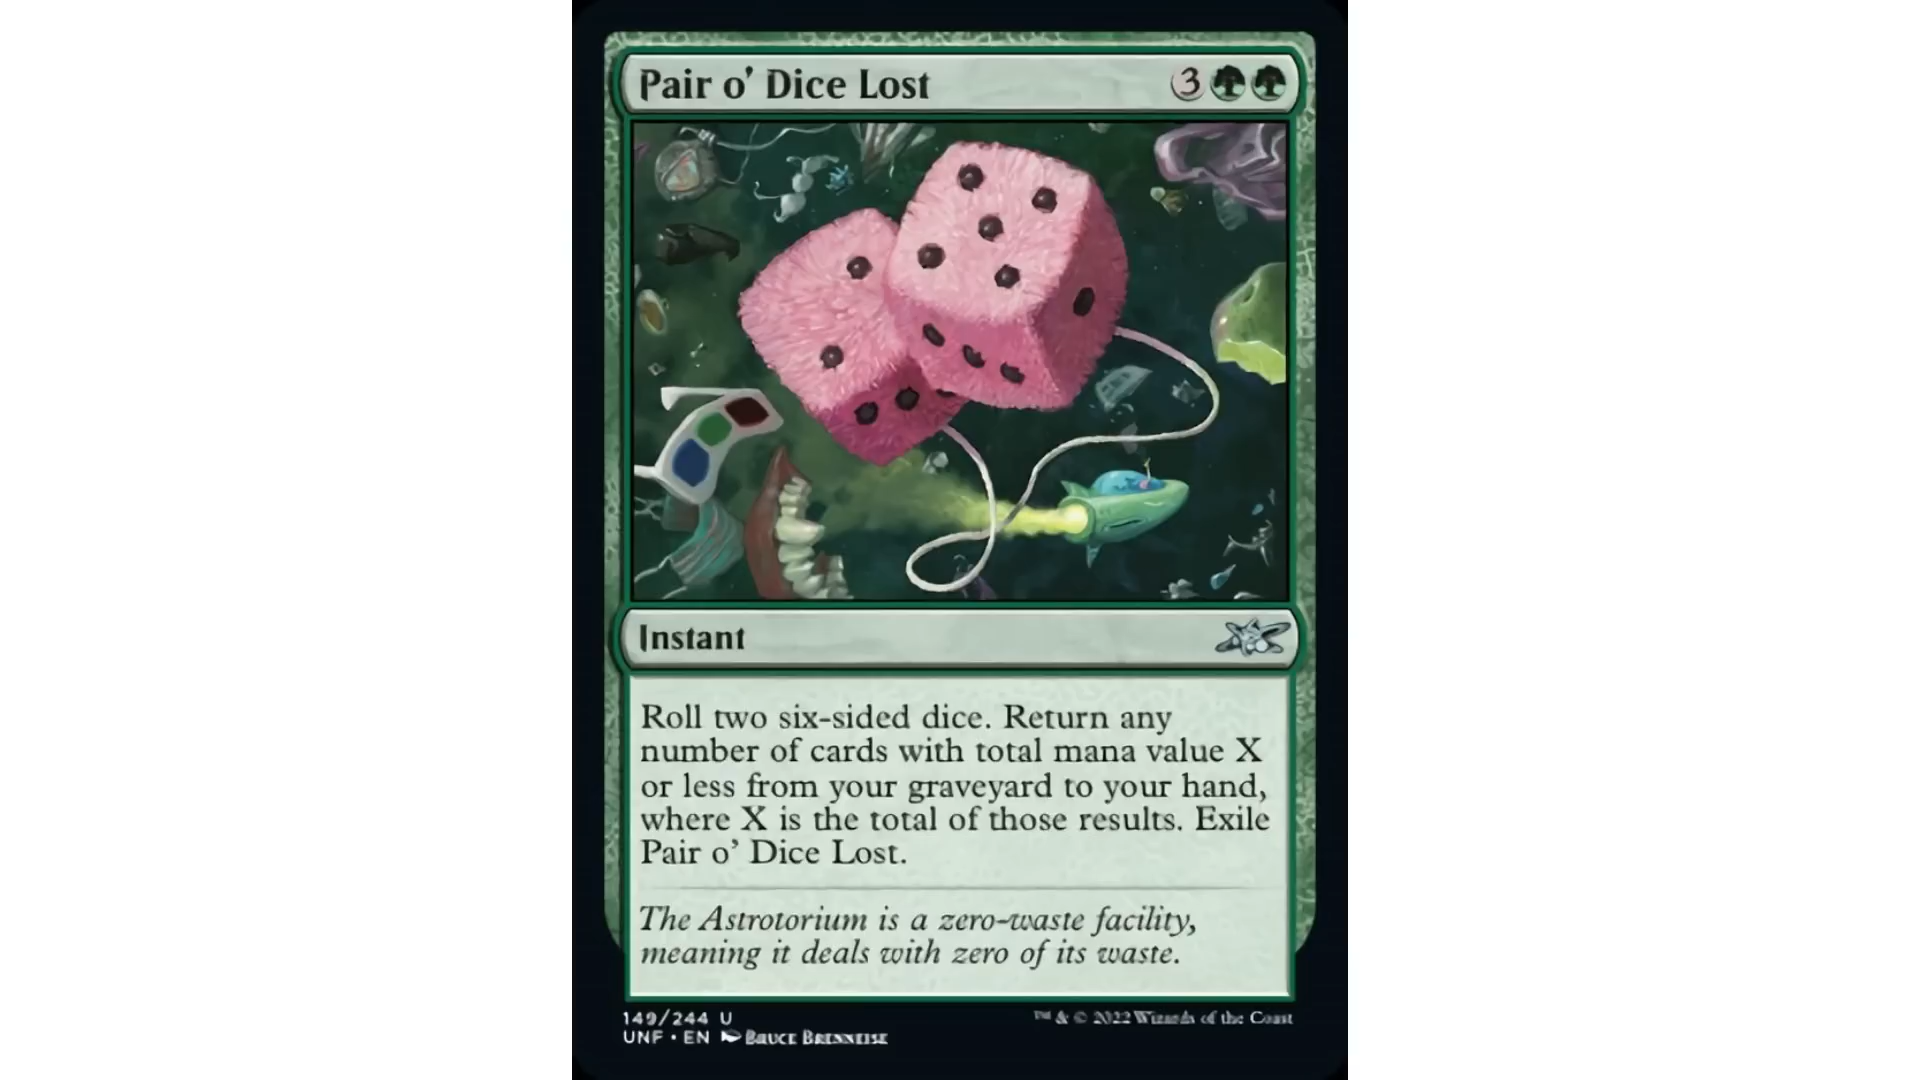 Pair o' Dice Lost 3
Instant
Roll two six-sided dice. Return any
number of cards with total mana value X
or less from your graveyard to your hand,
where X is the total of those results. Exile
Pair o' Dice Lost.
The Astrotorium is a zero-waste facility,
meaning it deals with zero of its waste.
149/244 U
™ & © 2022 Wizards of the Coast
UNF • EN Bruce Brenneise